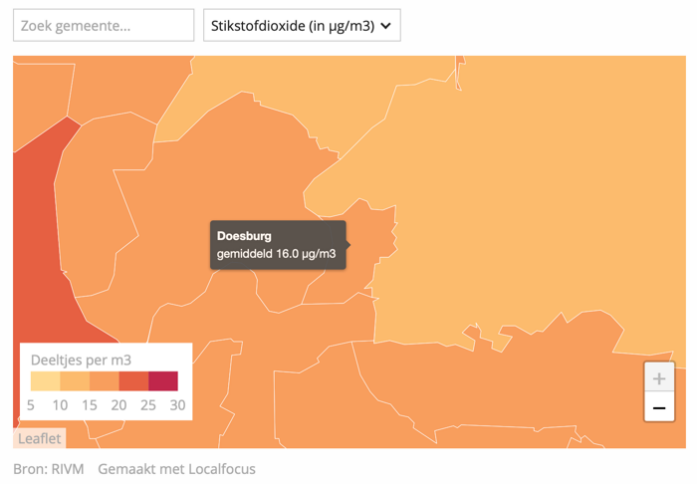 Zoek gemeente...
Stikstofdioxide (in µg/m3)
Doesburg
gemiddeld 16.0 µg/m3
Deeltjes per m3
5 10 15 20 25 30
+
−
Leaflet
Bron: RIVM Gemaakt met Localfocus